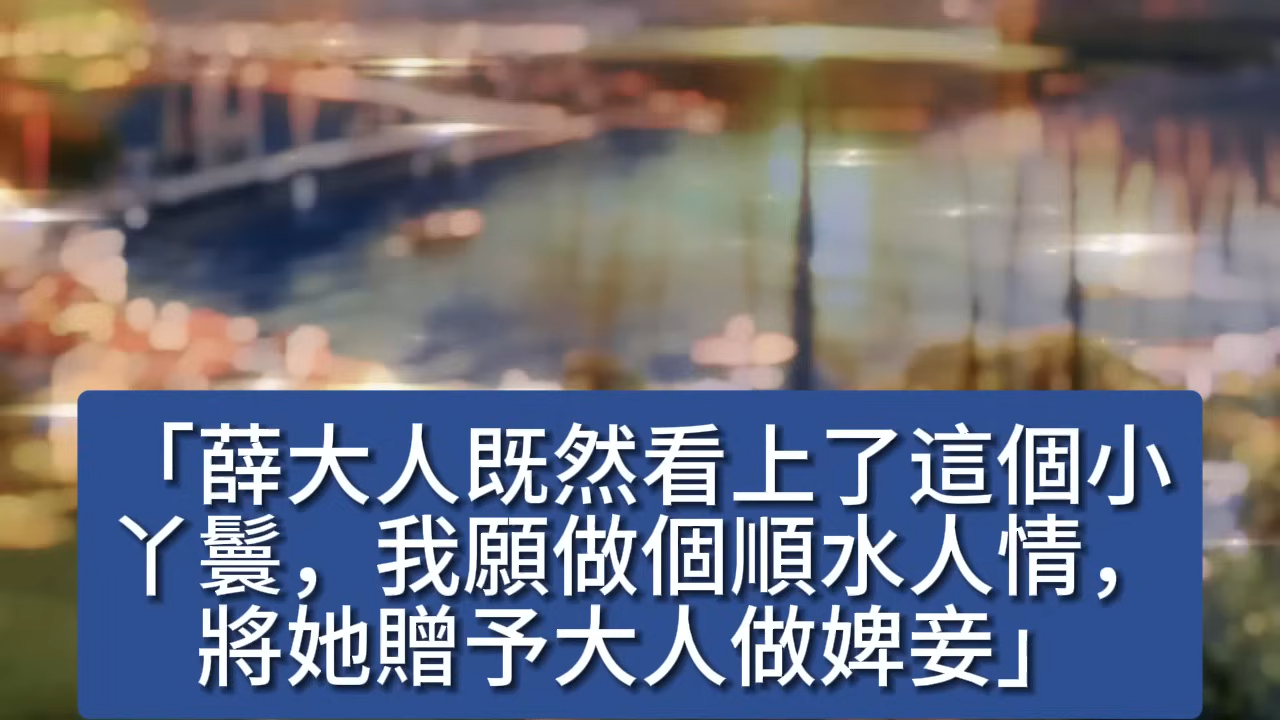 「薛大人既然看上了這個小
丫鬟，我願做個順水人情，
將她贈予大人做婢妾」